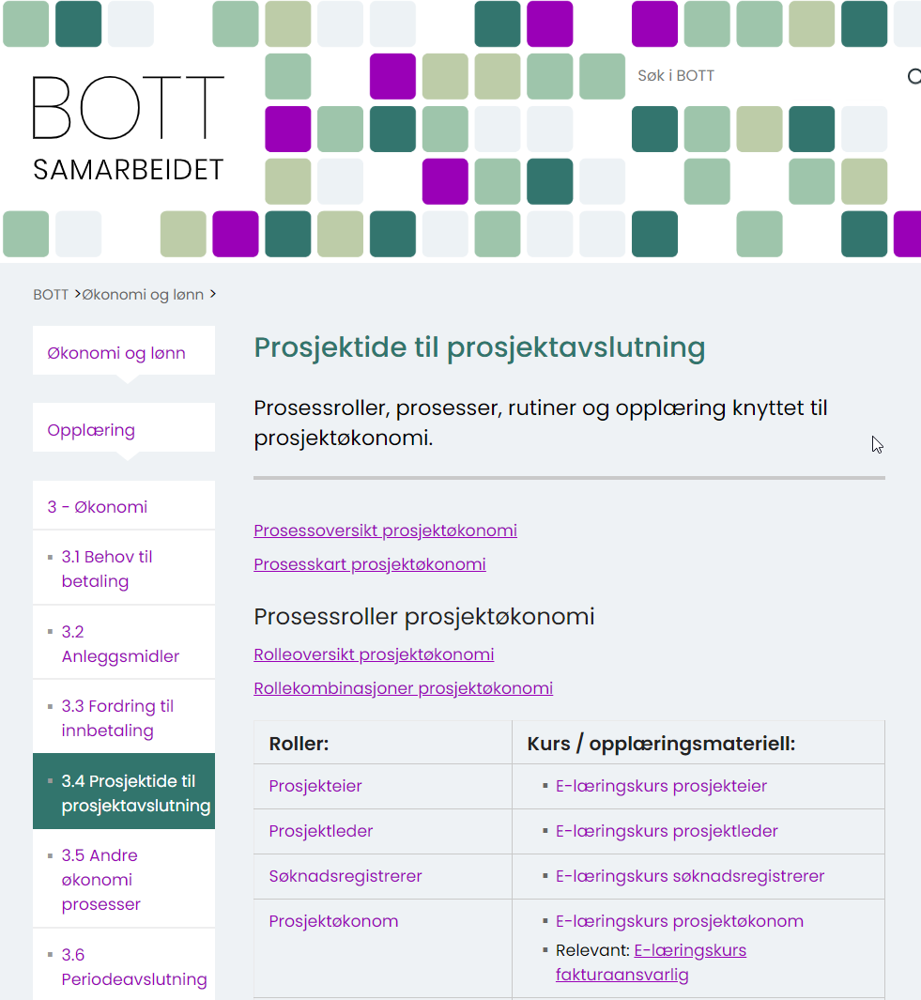 BOTT
SAMARBEIDET
Søk i BOTT
BOTT >Økonomi og lønn >
Økonomi og lønn
Opplæring
3 - Økonomi
3.1 Behov til
betaling
3.2
Anleggsmidler
3.3 Fordring til
innbetaling
3.4 Prosjektide til
prosjektavslutning
3.5 Andre
økonomi
prosesser
3.6
Periodeavslutning
Prosjektide til prosjektavslutning
Prosessroller, prosesser, rutiner og opplæring knyttet til
prosjektøkonomi.
Prosessoversikt prosjektøkonomi
Prosesskart prosjektøkonomi
Prosessroller prosjektøkonomi
Rolleoversikt prosjektøkonomi
Rollekombinasjoner prosjektøkonomi
Roller: Kurs / opplæringsmateriell:
Prosjekteier ▪ E-læringskurs prosjekteier
Prosjektleder ▪ E-læringskurs prosjektleder
Søknadsregistrerer ▪ E-læringskurs søknadsregistrerer
Prosjektøkonom ▪ E-læringskurs prosjektøkonom
▪ Relevant: E-læringskurs
fakturaansvarlig